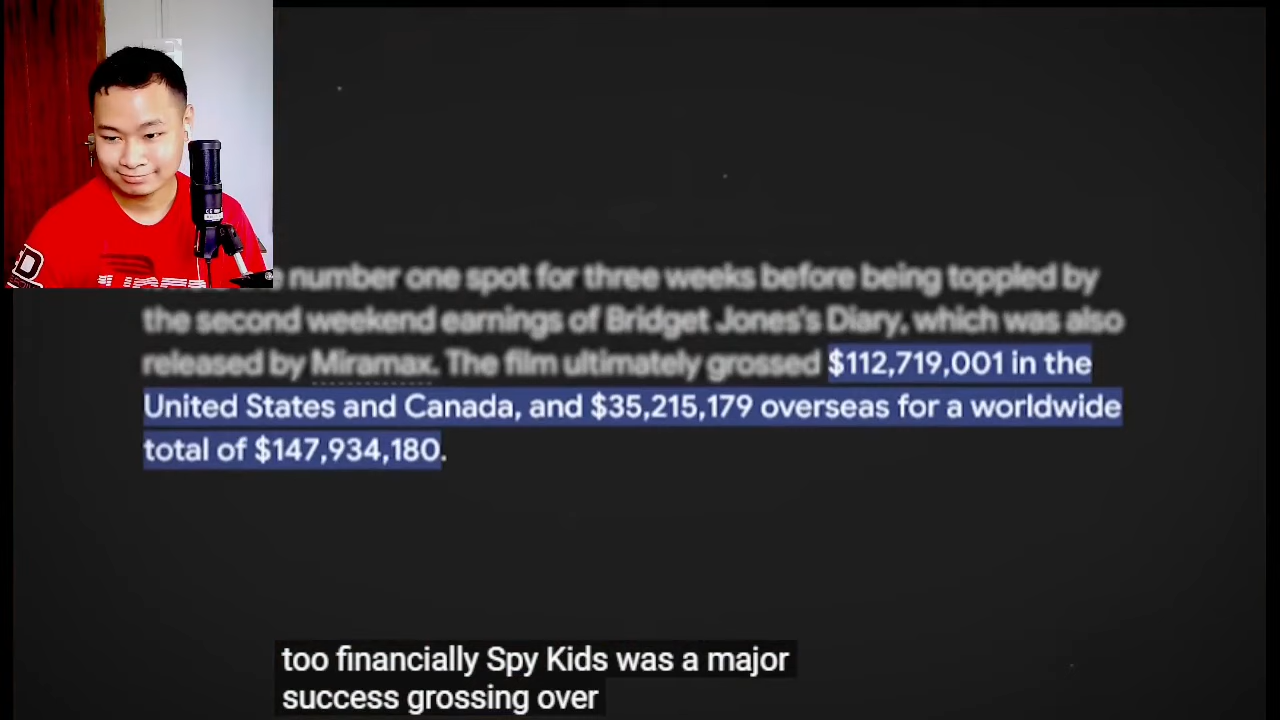 number one spot for three weeks before being toppled by
the second weekend earnings of Bridget Jones's Diary, which was also
released by Miramax. The film ultimately grossed $112,719,001 in the
United States and Canada, and $35,215,179 overseas for a worldwide
total of $147,934,180.
too financially Spy Kids was a major
success grossing over